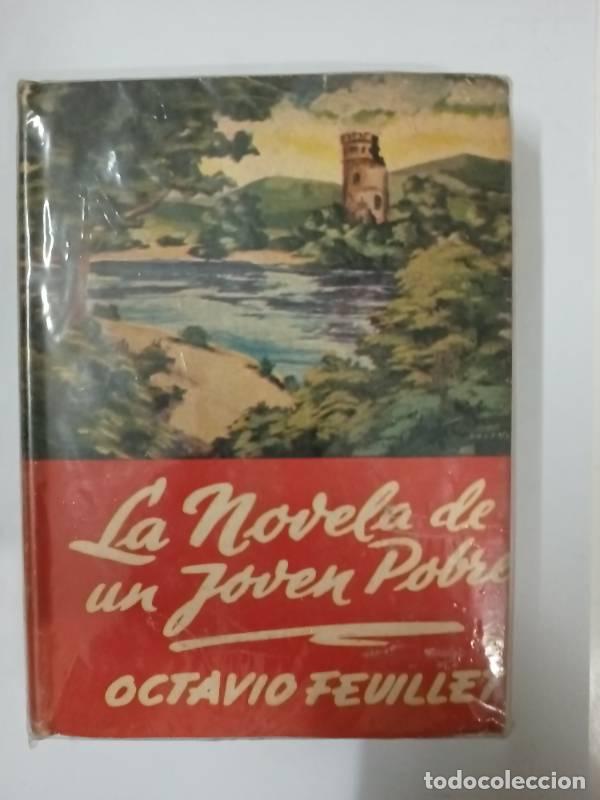 La Novela de
un Joven Pobre
OCTAVIO FEUILLET
todocoleccion